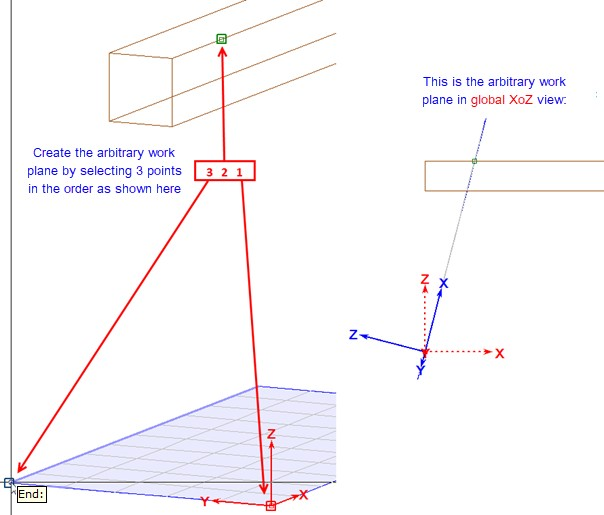 This is the arbitrary work
plane in global XoZ view:
Create the arbitrary work
plane by selecting 3 points
in the order as shown here
3 2 1
Z
X
Z
X
Y
Z
Y
X
End: